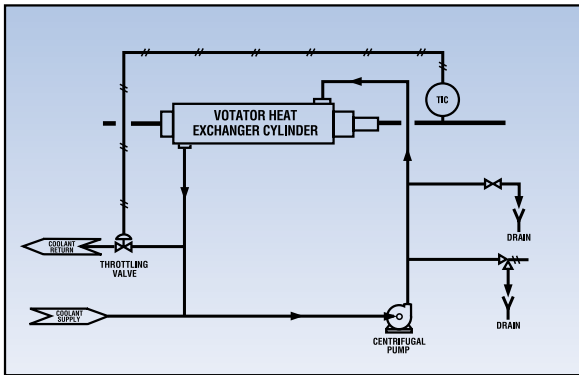 TIC
VOTATOR HEAT
EXCHANGER CYLINDER
COOLANT
RETURN
THROTTLING
VALVE
DRAIN
COOLANT
SUPPLY
CENTRIFUGAL
PUMP
DRAIN